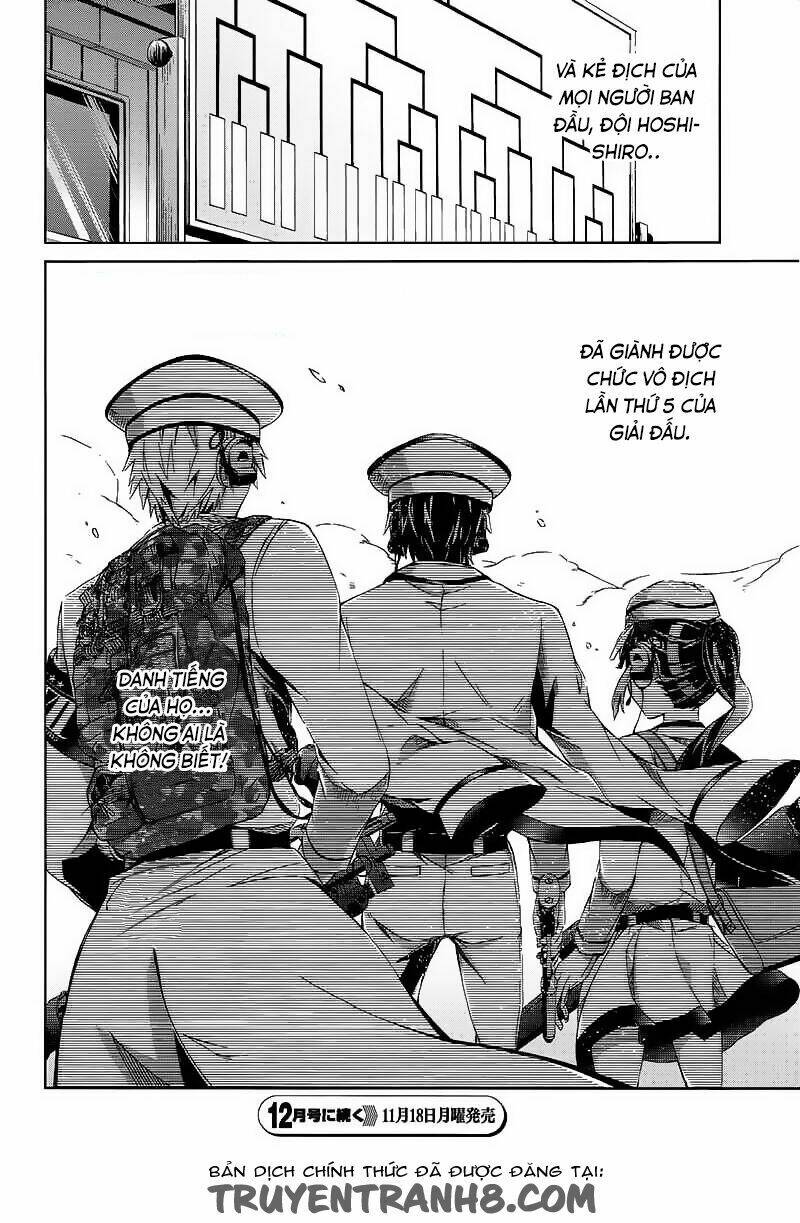 VÀ KẺ ĐỊCH CỦA
MỌI NGƯỜI BAN
ĐẦU, ĐỘI HOSHI-
SHIRO..
ĐÃ GIÀNH ĐƯỢC
CHỨC VÔ ĐỊCH
LẦN THỨ 5 CỦA
GIẢI ĐẤU.
DANH TIẾNG
CỦA HỌ...
KHÔNG AI LÀ
KHÔNG BIẾT!
12月号に続く 11月18日月曜発売
BẢN DỊCH CHÍNH THỨC ĐÃ ĐƯỢC ĐĂNG TẠI:
TRUYENTRANH8.COM